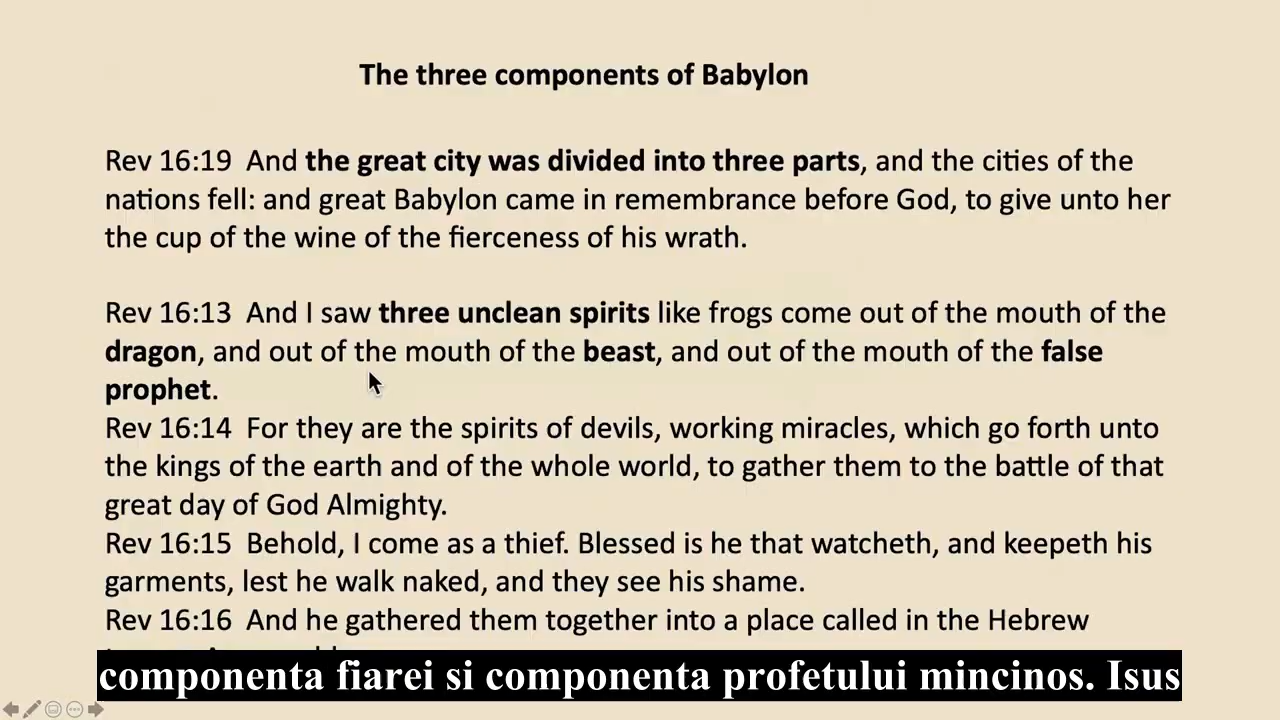 The three components of Babylon
Rev 16:19  And the great city was divided into three parts, and the cities of the
nations fell: and great Babylon came in remembrance before God, to give unto her
the cup of the wine of the fierceness of his wrath.
Rev 16:13  And I saw three unclean spirits like frogs come out of the mouth of the
dragon, and out of the mouth of the beast, and out of the mouth of the false
prophet.
Rev 16:14  For they are the spirits of devils, working miracles, which go forth unto
the kings of the earth and of the whole world, to gather them to the battle of that
great day of God Almighty.
Rev 16:15  Behold, I come as a thief. Blessed is he that watcheth, and keepeth his
garments, lest he walk naked, and they see his shame.
Rev 16:16  And he gathered them together into a place called in the Hebrew
componenta fiarei si componenta profetului mincinos. Isus